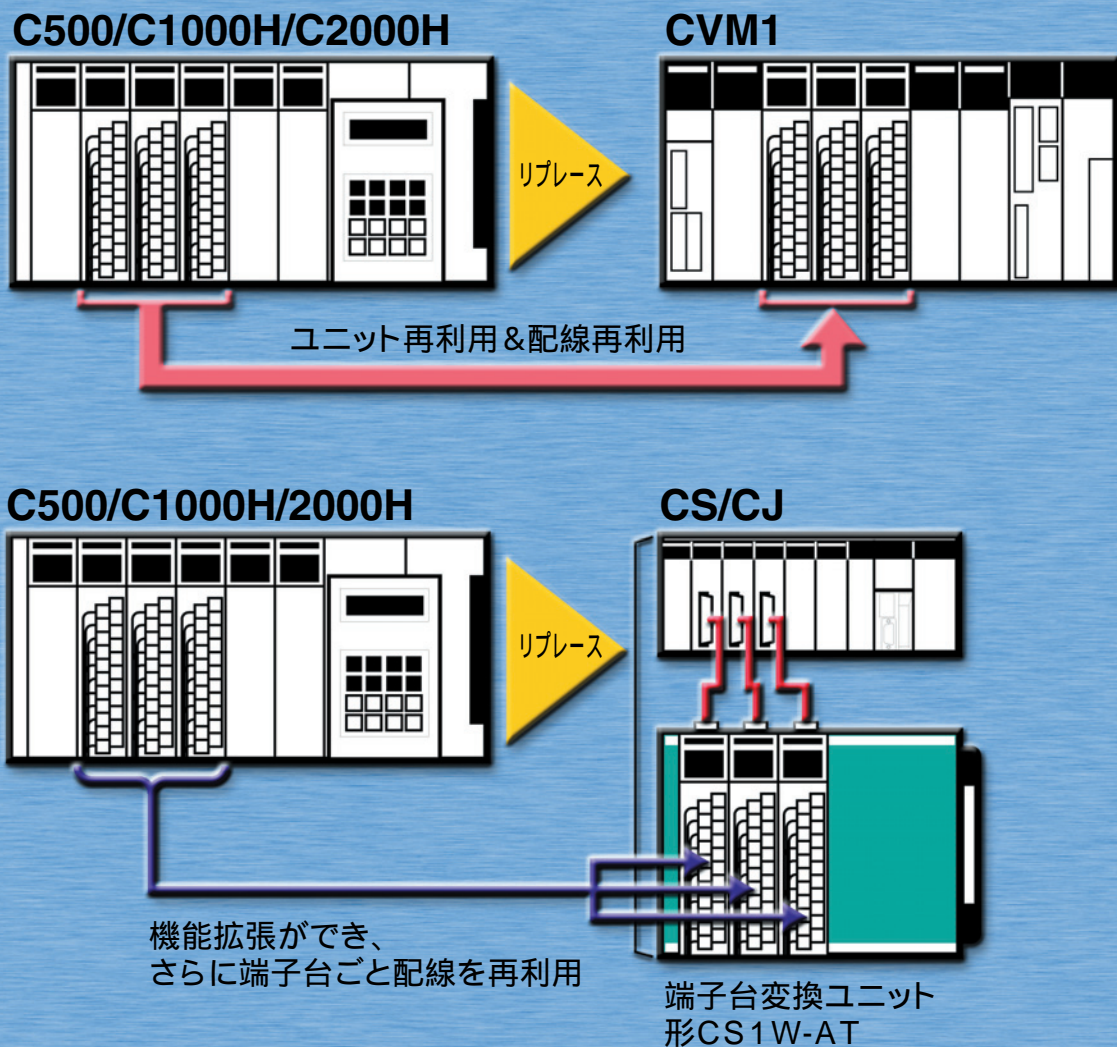 C500/C1000H/C2000H
CVM1
リプレース
ユニット再利用&配線再利用
C500/C1000H/2000H
CS/CJ
リプレース
機能拡張ができ、
さらに端子台ごと配線を再利用
端子台変換ユニット
形CS1W-AT